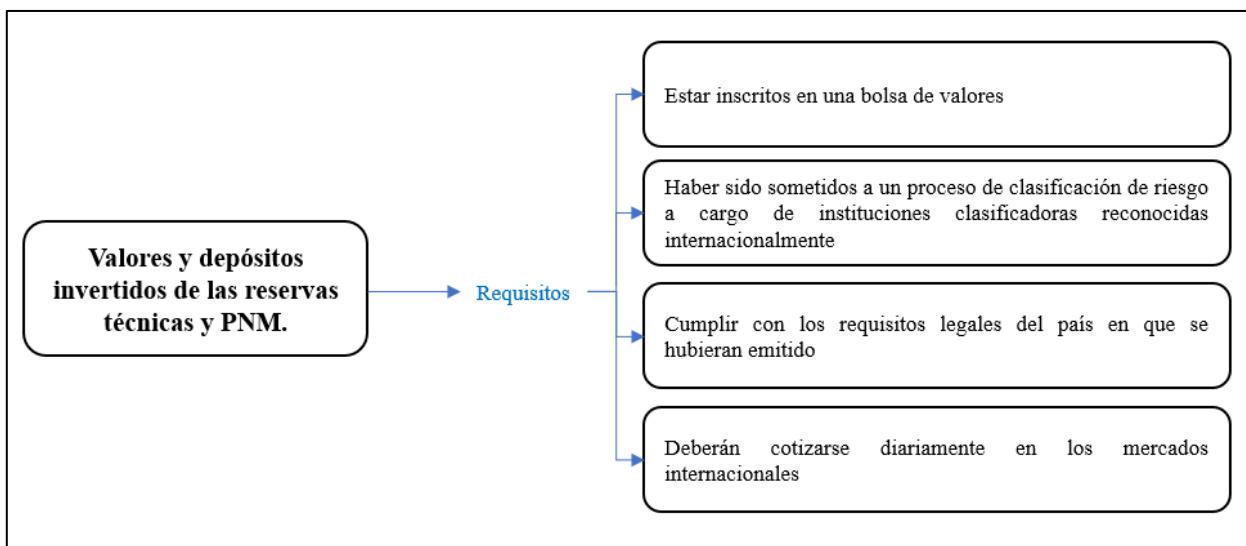 Valores y depósitos
invertidos de las reservas
técnicas y PNM.
Requisitos
Estar inscritos en una bolsa de valores
Haber sido sometidos a un proceso de clasificación de riesgo
a cargo de instituciones clasificadoras reconocidas
internacionalmente
Cumplir con los requisitos legales del país en que se
hubieran emitido
Deberán cotizarse diariamente en los mercados
internacionales